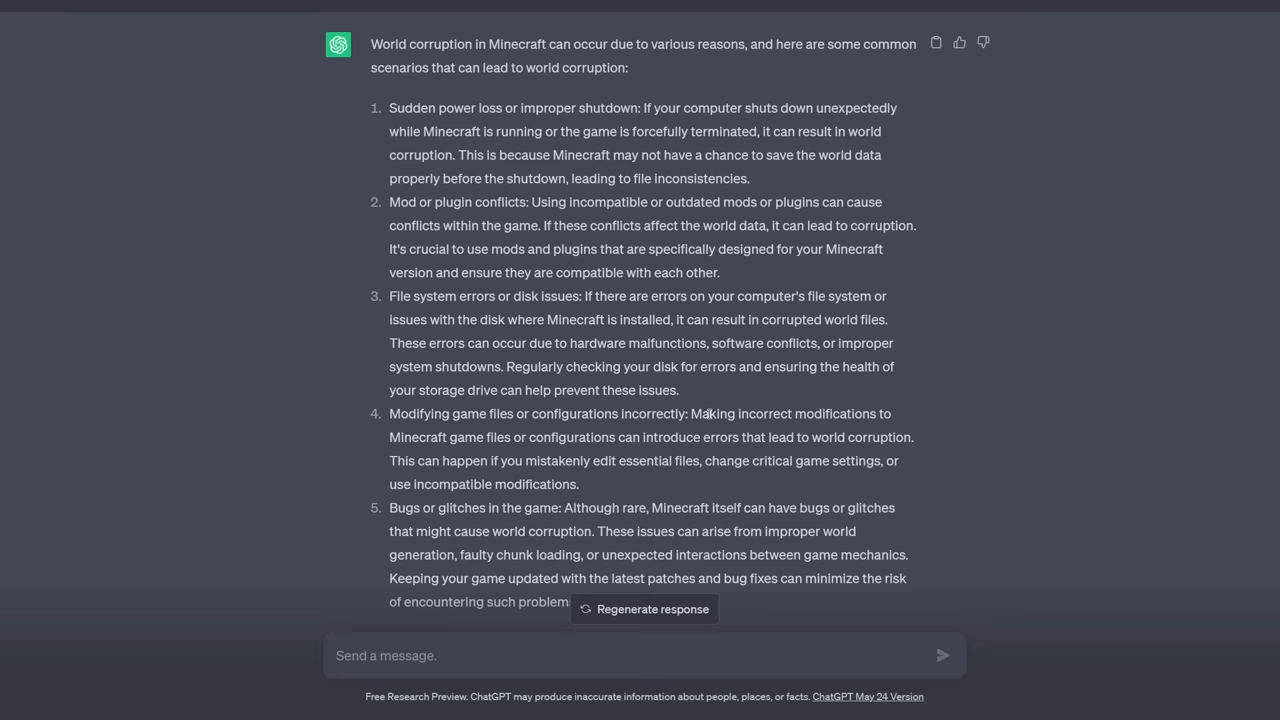 World corruption in Minecraft can occur due to various reasons, and here are some common
scenarios that can lead to world corruption:
1. Sudden power loss or improper shutdown: If your computer shuts down unexpectedly
while Minecraft is running or the game is forcefully terminated, it can result in world
corruption. This is because Minecraft may not have a chance to save the world data
properly before the shutdown, leading to file inconsistencies.
2. Mod or plugin conflicts: Using incompatible or outdated mods or plugins can cause
conflicts within the game. If these conflicts affect the world data, it can lead to corruption.
It's crucial to use mods and plugins that are specifically designed for your Minecraft
version and ensure they are compatible with each other.
3. File system errors or disk issues: If there are errors on your computer's file system or
issues with the disk where Minecraft is installed, it can result in corrupted world files.
These errors can occur due to hardware malfunctions, software conflicts, or improper
system shutdowns. Regularly checking your disk for errors and ensuring the health of
your storage drive can help prevent these issues.
4. Modifying game files or configurations incorrectly: Making incorrect modifications to
Minecraft game files or configurations can introduce errors that lead to world corruption.
This can happen if you mistakenly edit essential files, change critical game settings, or
use incompatible modifications.
5. Bugs or glitches in the game: Although rare, Minecraft itself can have bugs or glitches
that might cause world corruption. These issues can arise from improper world
generation, faulty chunk loading, or unexpected interactions between game mechanics.
Keeping your game updated with the latest patches and bug fixes can minimize the risk
of encountering such problem
Regenerate response
Send a message.
Free Research Preview. ChatGPT may produce inaccurate information about people, places, or facts. ChatGPT May 24 Version